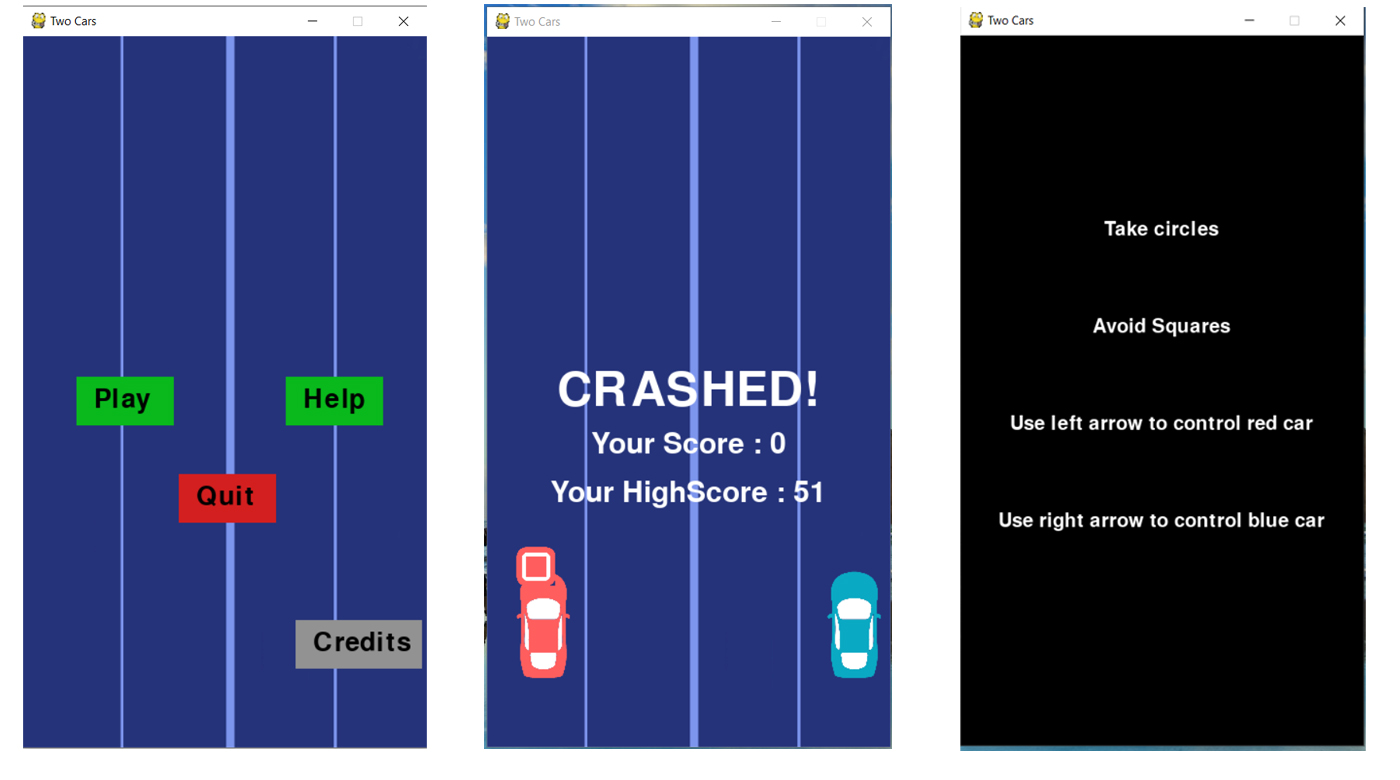 Two Cars
Play
Help
Quit
Credits
Two Cars
CRASHED!
Your Score : 0
Your HighScore : 51
Two Cars
Take circles
Avoid Squares
Use left arrow to control red car
Use right arrow to control blue car